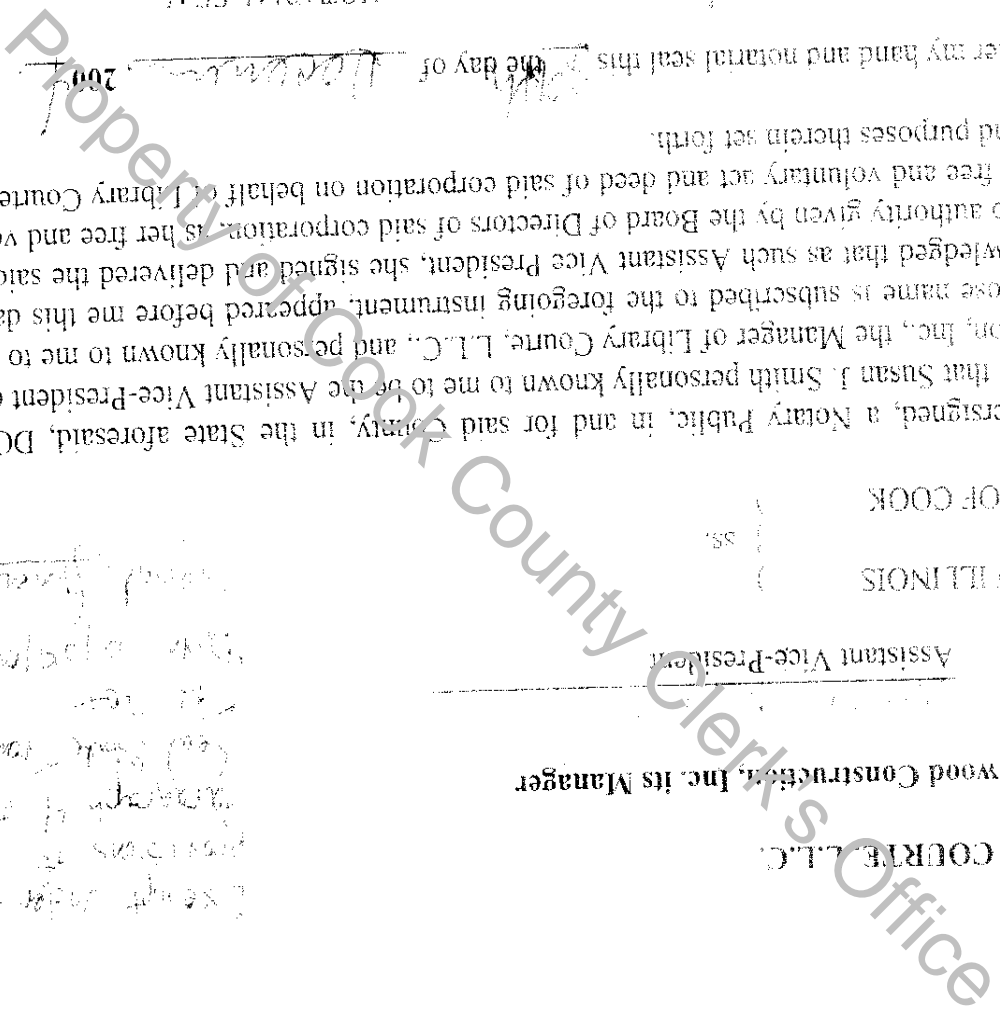 COURTE, L.L.C.
Exempt under
provisions of
paragraph
wood Construction, Inc. its Manager
Assistant Vice-President
ILLINOIS )
) SS.
OF COOK )
ersigned, a Notary Public, in and for said County, in the State aforesaid, DO
that Susan J. Smith personally known to me to be the Assistant Vice-President
on, Inc., the Manager of Library Courte, L.L.C., and personally known to me to
ose name is subscribed to the foregoing instrument, appeared before me this da
wledged that as such Assistant Vice President, she signed and delivered the said
o authority given by the Board of Directors of said corporation, as her free and vo
free and voluntary act and deed of said corporation on behalf of Library Courte
nd purposes therein set forth.
er my hand and notarial seal this the day of , 200
Property of Cook County Clerk's Office